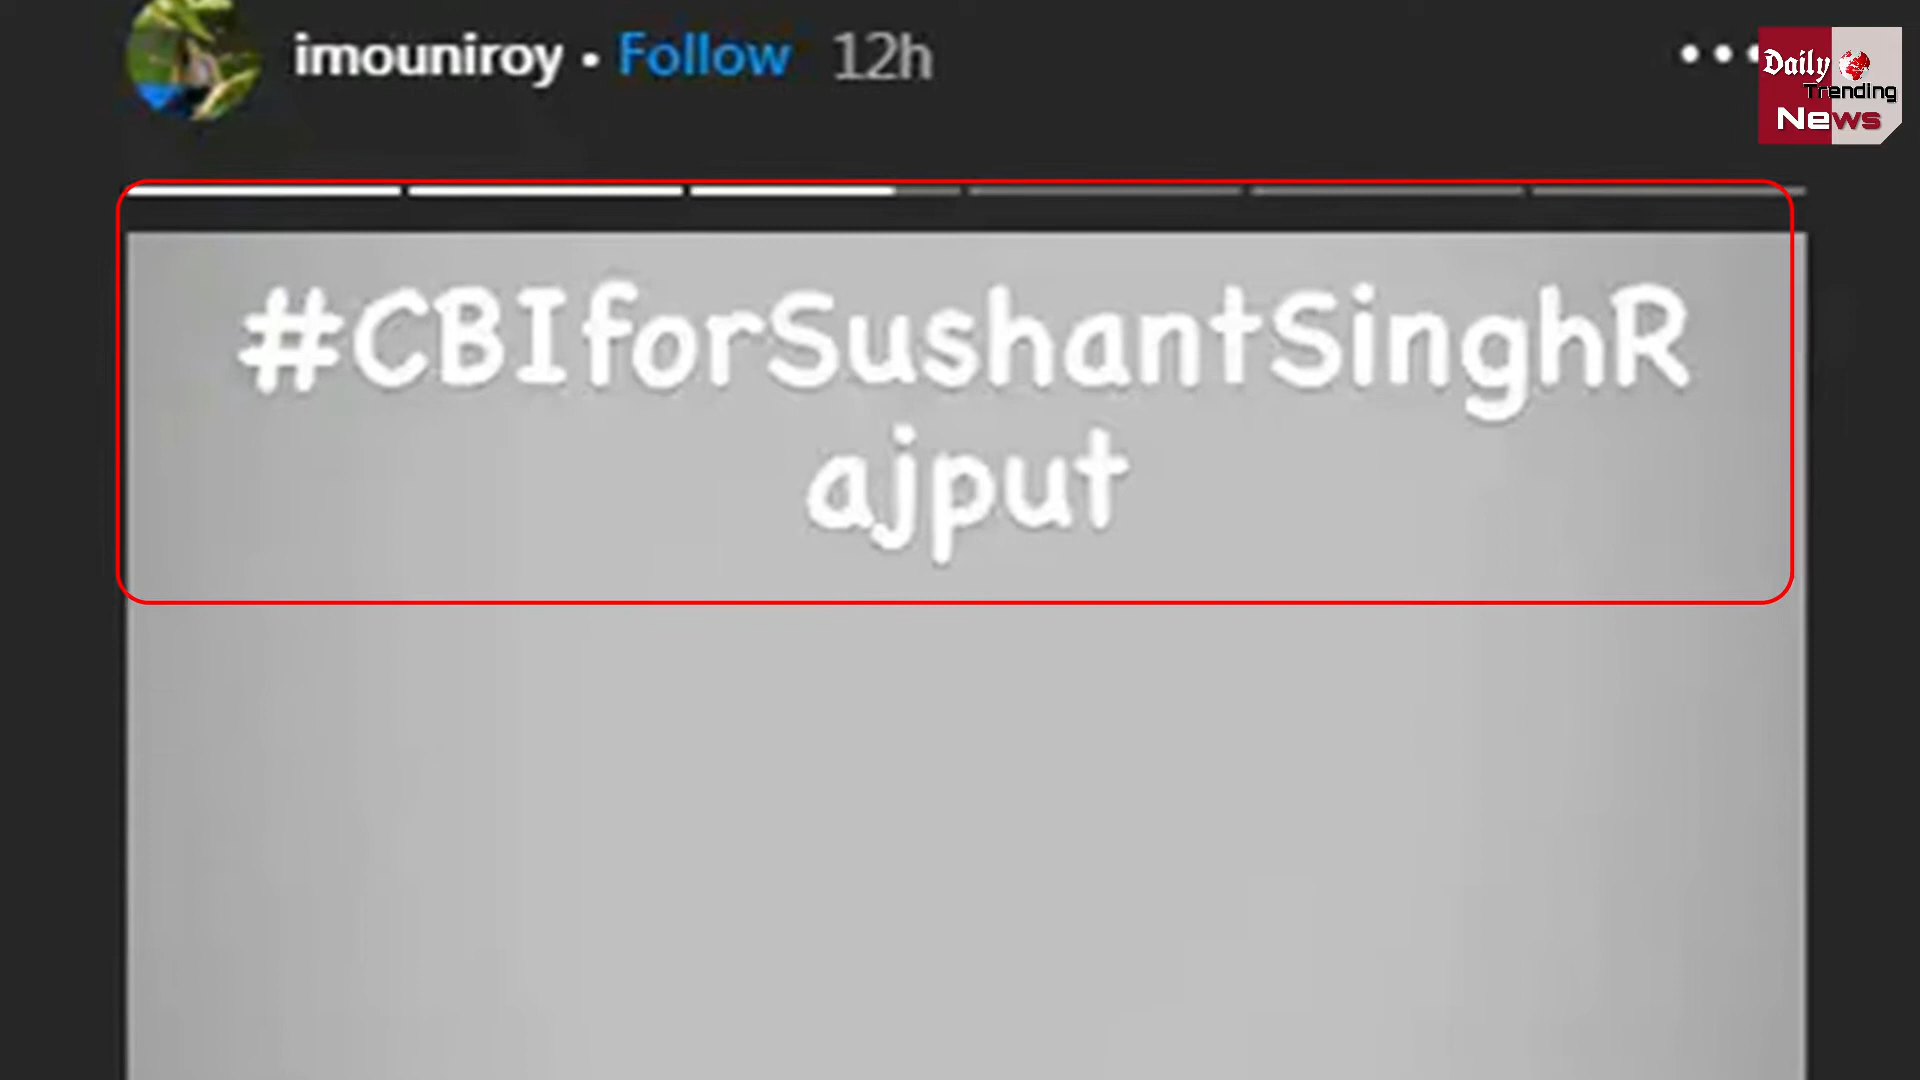 imouniroy • Follow 12h
Daily
Trending
News
#CBIforSushantSinghR
ajput